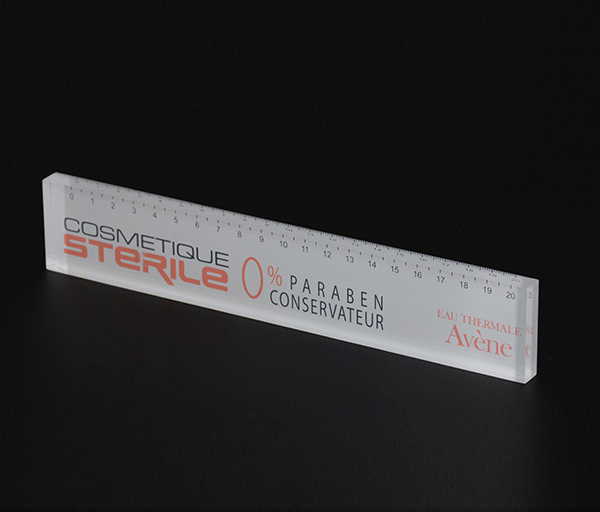 0 1 2 3 4 5 6 7 8 9 10 11 12 13 14 15 16 17 18 19 20
COSMETIQUE
STERILE
0% PARABEN
CONSERVATEUR
EAU THERMALE
Avène